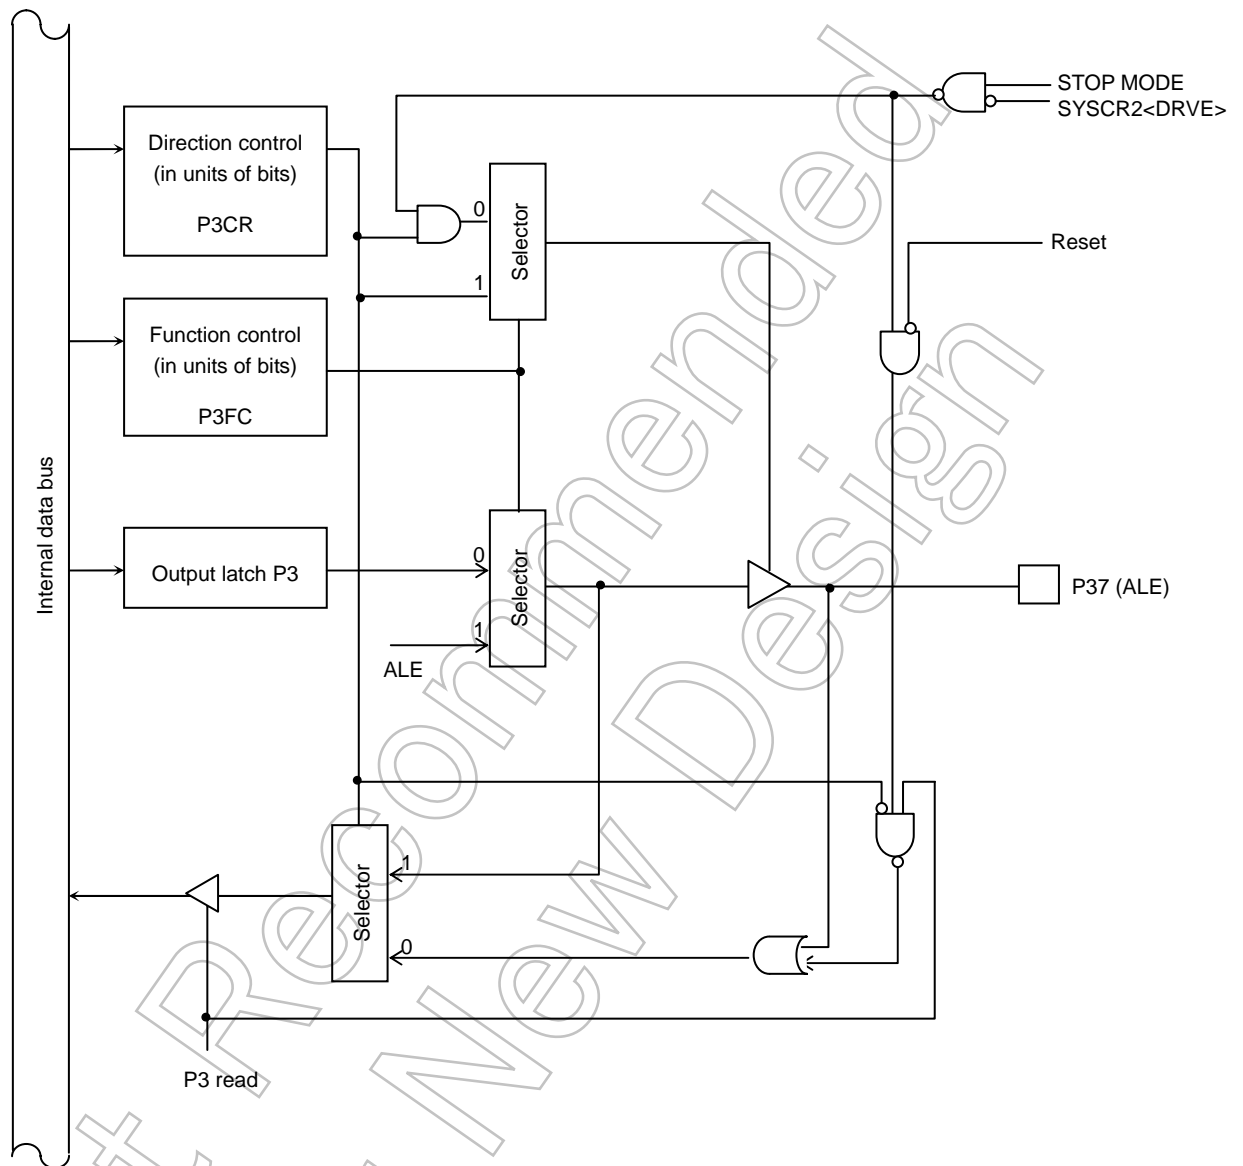 STOP MODE
SYSCR2<DRVE>
Direction control
(in units of bits)
P3CR
0
1
Selector
Reset
Function control
(in units of bits)
P3FC
Internal data bus
Output latch P3
0
1
Selector
ALE
P37 (ALE)
Selector
1
0
P3 read
t Recommended
New Design